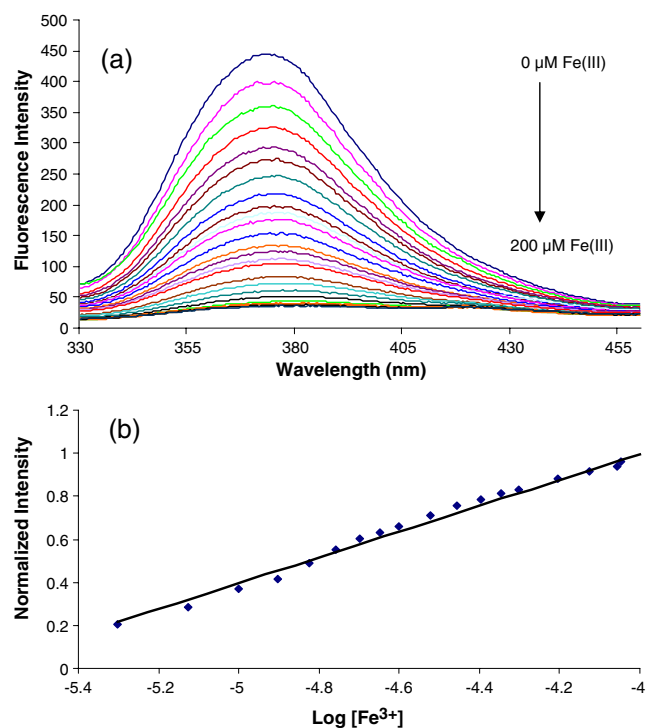 (a)
0 µM Fe(III)
200 µM Fe(III)
Fluorescence Intensity
500
450
400
350
300
250
200
150
100
50
0
330 355 380 405 430 455
Wavelength (nm)
(b)
Normalized Intensity
1.2
1
0.8
0.6
0.4
0.2
0
-5.4 -5.2 -5 -4.8 -4.6 -4.4 -4.2 -4
Log [Fe3+]